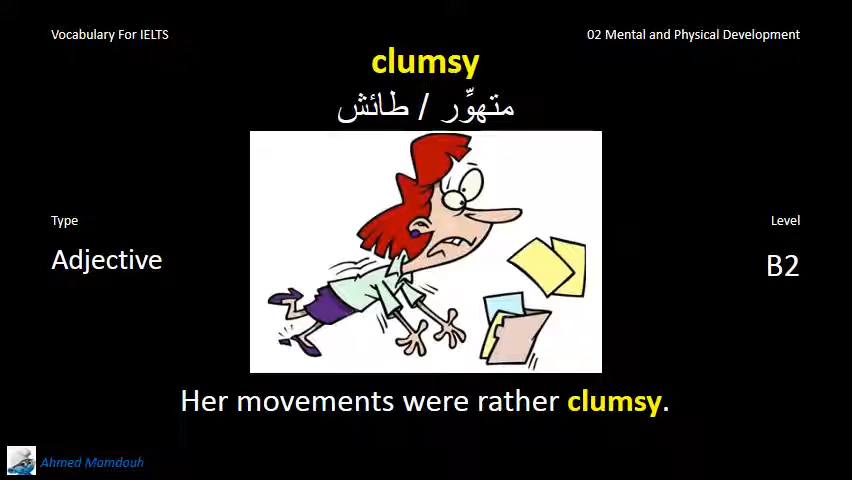 Vocabulary For IELTS
02 Mental and Physical Development
clumsy
متهوِّر / طائش
Type
Adjective
Level
B2
Her movements were rather clumsy.
Ahmed Mamdouh